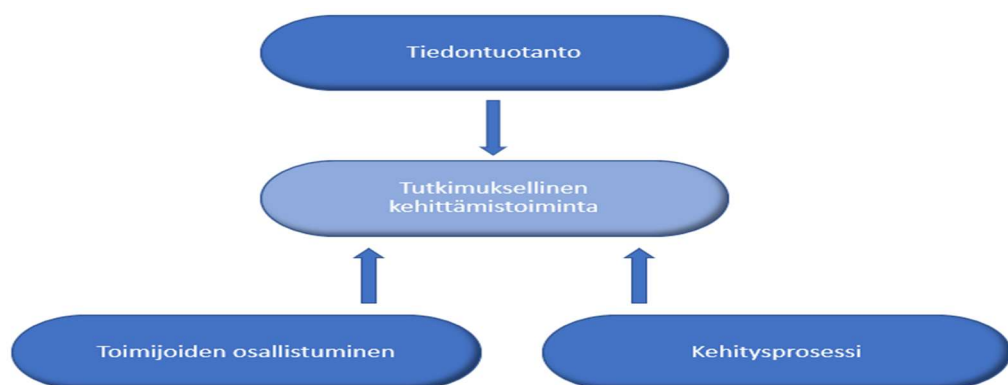 Tiedontuotanto
Tutkimuksellinen
kehittämistoiminta
Toimijoiden osallistuminen
Kehitysprosessi